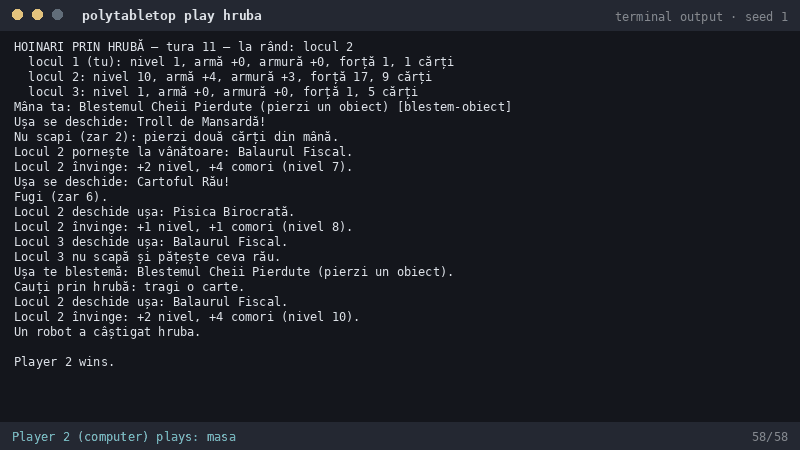 polytabletop play hruba
terminal output · seed 1
HOINARI PRIN HRUBĂ — tura 11 — la rând: locul 2
locul 1 (tu): nivel 1, armă +0, armură +0, forță 1, 1 cărți
locul 2: nivel 10, armă +4, armură +3, forță 17, 9 cărți
locul 3: nivel 1, armă +0, armură +0, forță 1, 5 cărți
Mâna ta: Blestemul Cheii Pierdute (pierzi un obiect) [blestem-obiect]
Ușa se deschide: Troll de Mansardă!
Nu scapi (zar 2): pierzi două cărți din mână.
Locul 2 pornește la vânătoare: Balaurul Fiscal.
Locul 2 învinge: +2 nivel, +4 comori (nivel 7).
Ușa se deschide: Cartoful Rău!
Fugi (zar 6).
Locul 2 deschide ușa: Pisica Birocrată.
Locul 2 învinge: +1 nivel, +1 comori (nivel 8).
Locul 3 deschide ușa: Balaurul Fiscal.
Locul 3 nu scapă și pățește ceva rău.
Ușa te blestemă: Blestemul Cheii Pierdute (pierzi un obiect).
Cauți prin hrubă: tragi o carte.
Locul 2 deschide ușa: Balaurul Fiscal.
Locul 2 învinge: +2 nivel, +4 comori (nivel 10).
Un robot a câștigat hruba.
Player 2 wins.
Player 2 (computer) plays: masa
58/58